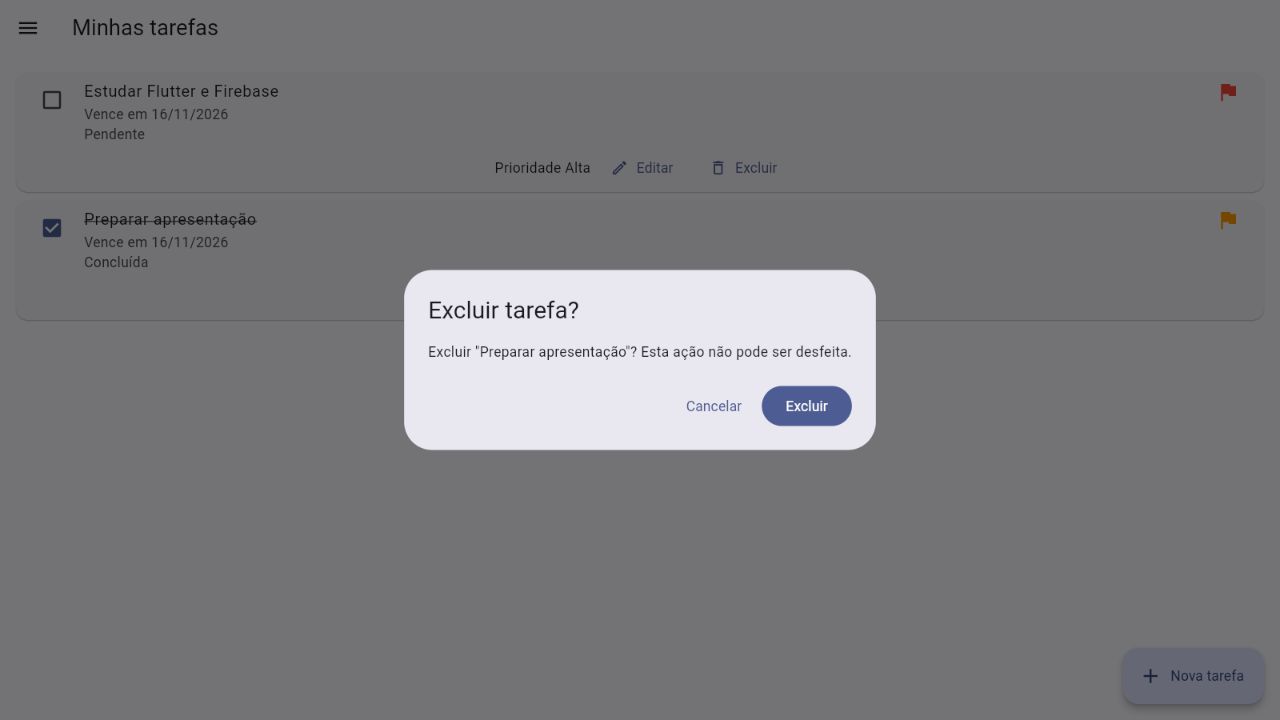 Minhas tarefas
Estudar Flutter e Firebase
Vence em 16/11/2026
Pendente
Prioridade Alta Editar Excluir
Preparar apresentação
Vence em 16/11/2026
Concluída
Excluir tarefa?
Excluir "Preparar apresentação"? Esta ação não pode ser desfeita.
Cancelar Excluir
Nova tarefa